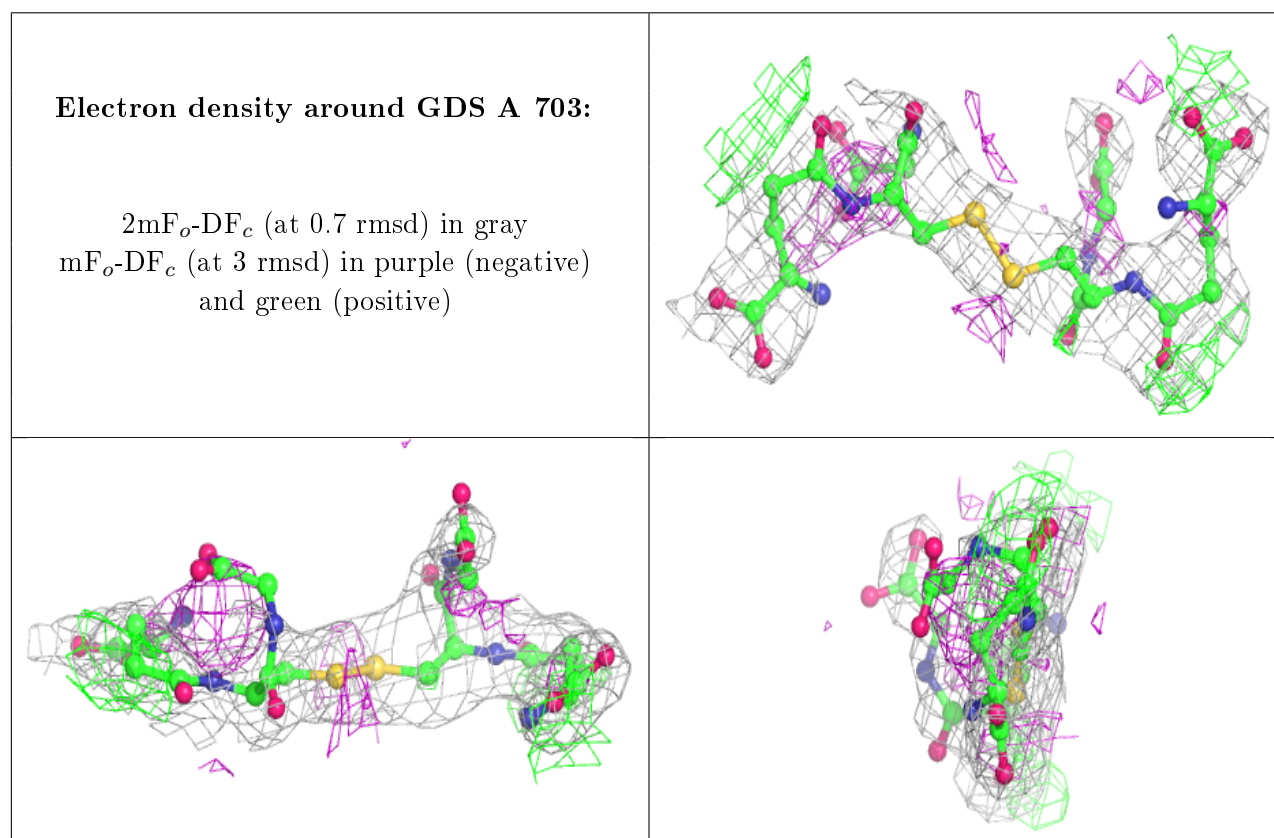 Electron density around GDS A 703:
2mFₒ-DF𝑐 (at 0.7 rmsd) in gray
mFₒ-DF𝑐 (at 3 rmsd) in purple (negative)
and green (positive)